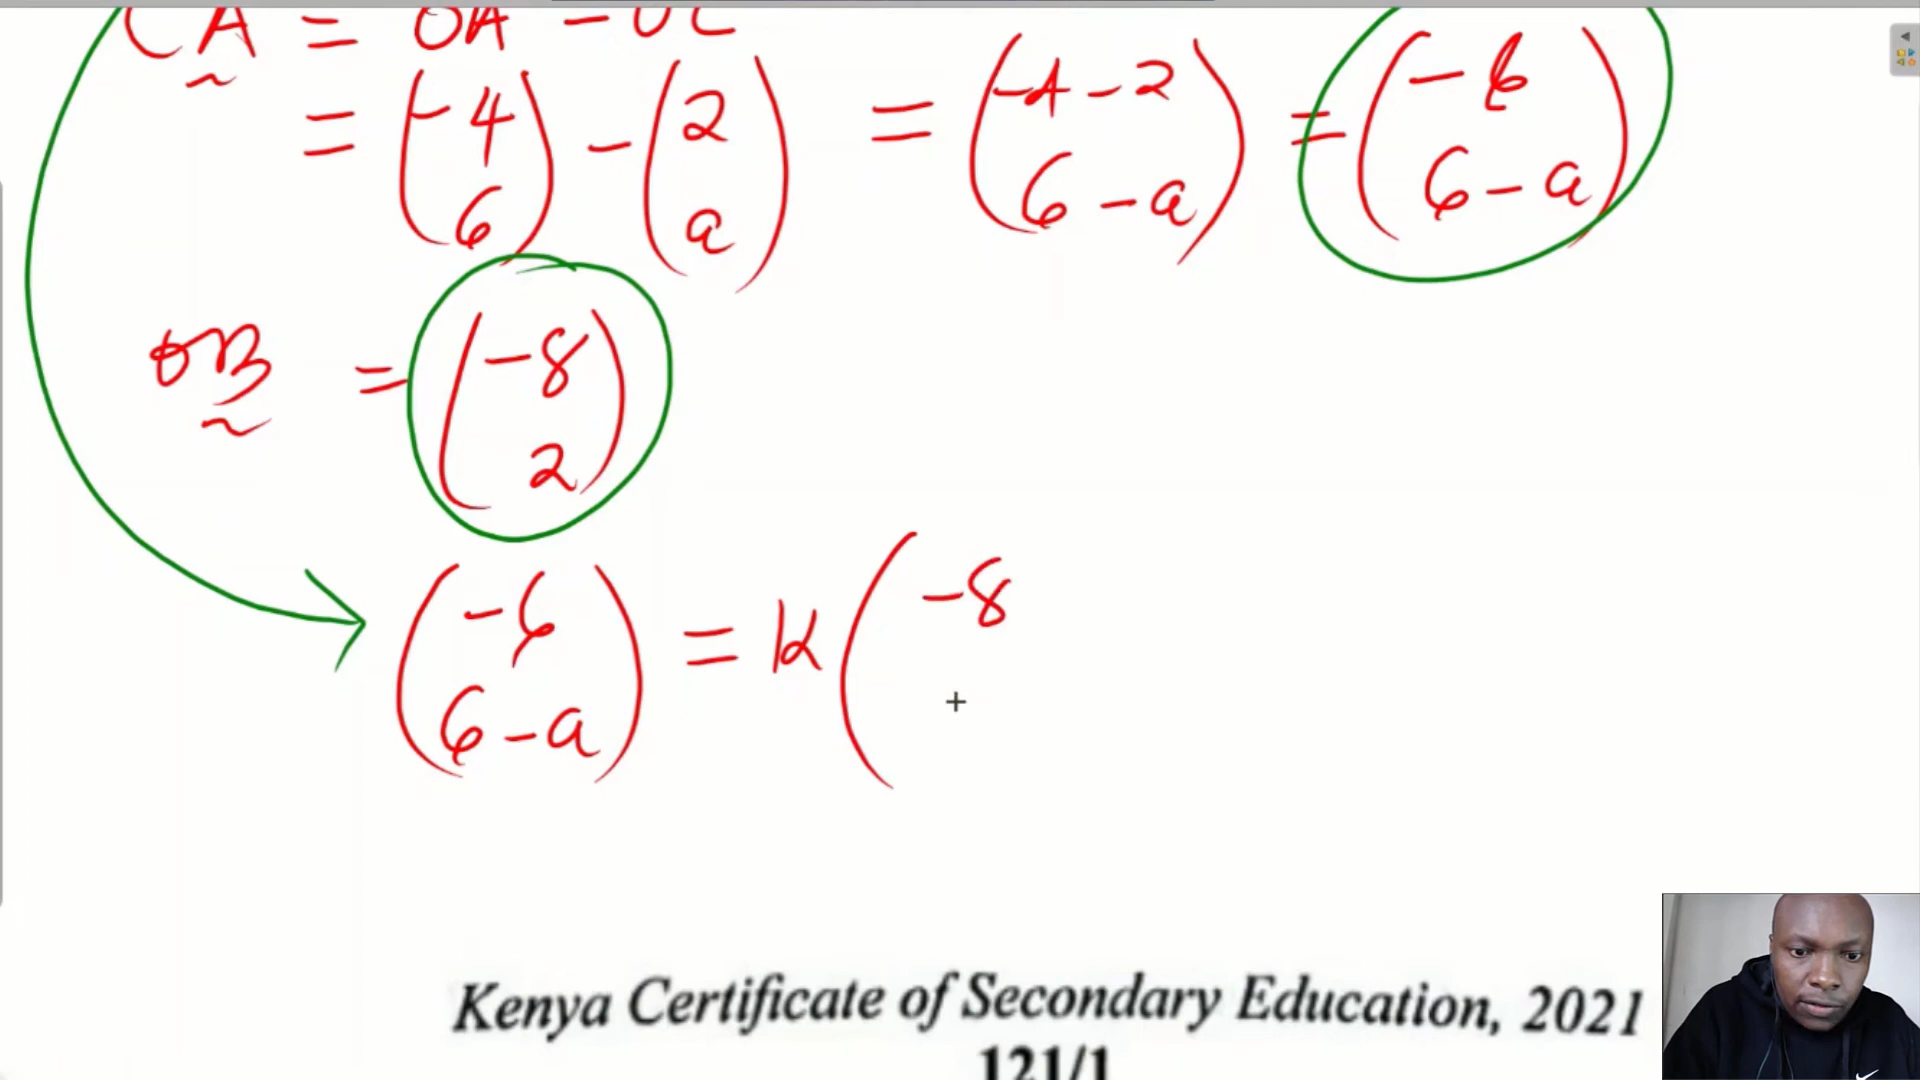 CA = OA - OC
= (-4 6) - (2 a) = (-4-2 6-a) = (-6 6-a)
OB = (-8 2)
(-6 6-a) = k ( -8
Kenya Certificate of Secondary Education, 2021
121/1